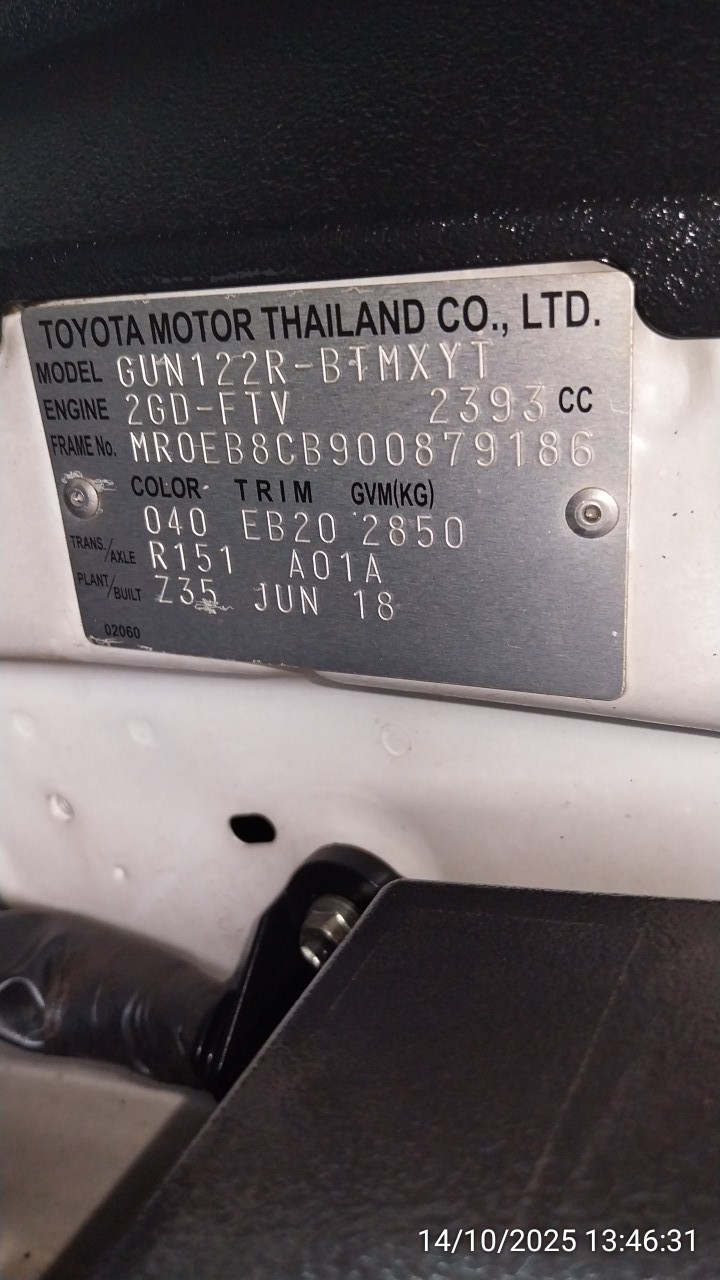 TOYOTA MOTOR THAILAND CO., LTD.
MODEL GUN122R-BTMXYT
ENGINE 2GD-FTV 2393 CC
FRAME No. MR0EB8CB900879186
COLOR TRIM GVM(KG)
040 EB20 2850
TRANS./AXLE R151 A01A
PLANT/BUILT Z35 JUN 18
02060
14/10/2025 13:46:31